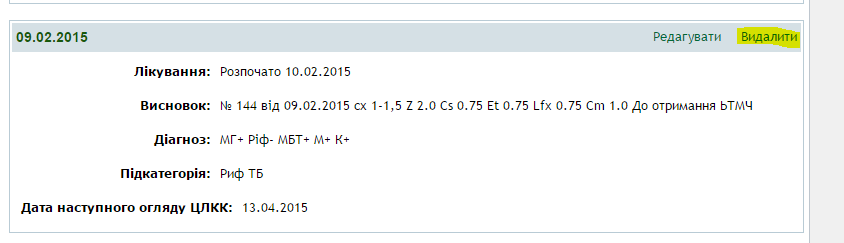 09.02.2015 Редагувати Видалити
Лікування: Розпочато 10.02.2015
Висновок: № 144 від 09.02.2015 сх 1-1,5 Z 2.0 Cs 0.75 Et 0.75 Lfx 0.75 Cm 1.0 До отримання ЬТМЧ
Діагноз: МГ+ Ріф- МБТ+ М+ К+
Підкатегорія: Риф ТБ
Дата наступного огляду ЦЛКК: 13.04.2015